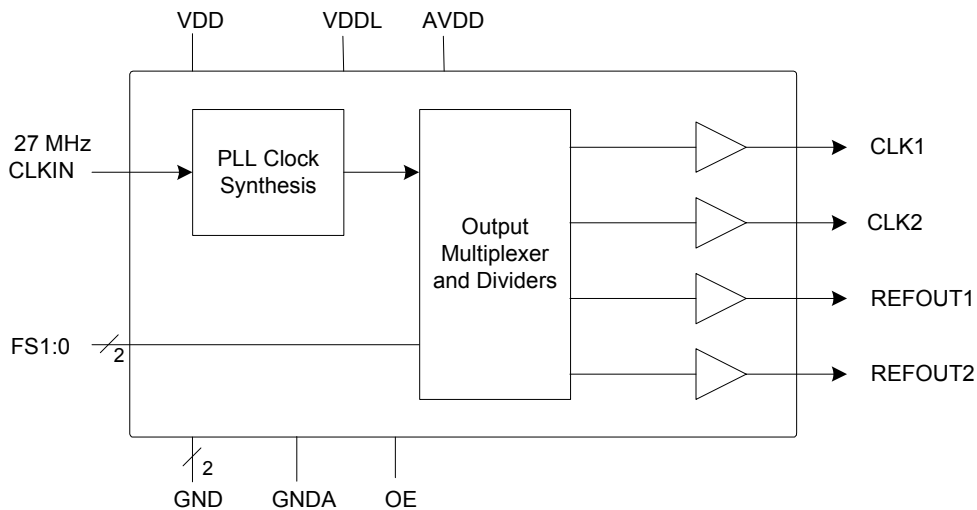 VDD
VDDL
AVDD
27 MHz
CLKIN
PLL Clock
Synthesis
Output
Multiplexer
and Dividers
CLK1
CLK2
REFOUT1
REFOUT2
FS1:0
2
2
GND
GNDA
OE